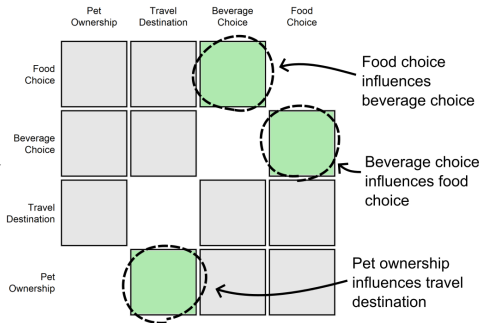 Pet
Ownership
Travel
Destination
Beverage
Choice
Food
Choice
Food
Choice
Beverage
Choice
Travel
Destination
Pet
Ownership
Food choice
influences
beverage choice
Beverage choice
influences food
choice
Pet ownership
influences travel
destination